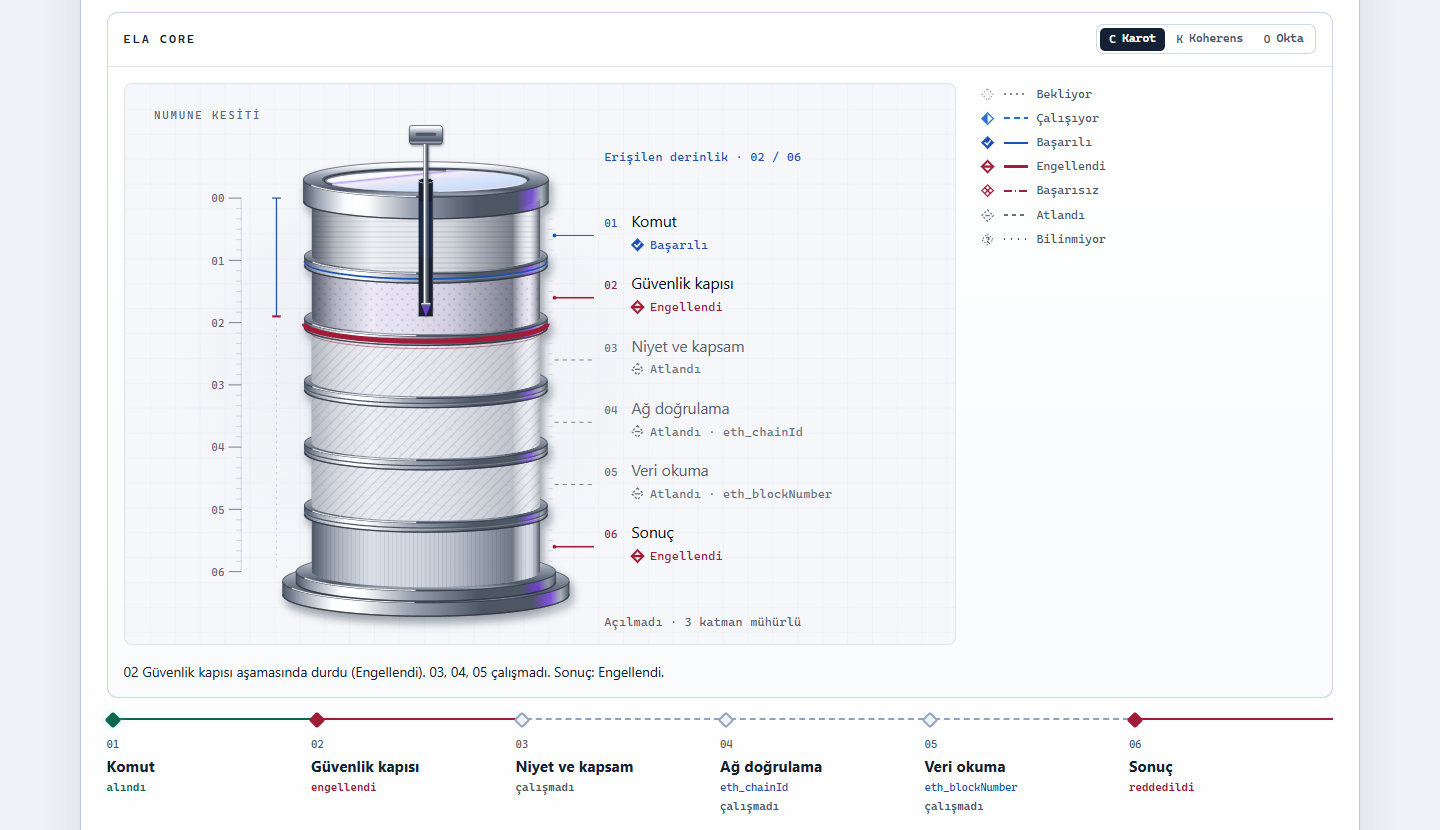 ELA CORE
C Karot K Koherens O Okta
NUMUNE KESİTİ
Erişilen derinlik · 02 / 06
00
01
02
03
04
05
06
01 Komut
Başarılı
02 Güvenlik kapısı
Engellendi
03 Niyet ve kapsam
Atlandı
04 Ağ doğrulama
Atlandı · eth_chainId
05 Veri okuma
Atlandı · eth_blockNumber
06 Sonuç
Engellendi
Açılmadı · 3 katman mühürlü
Bekliyor
Çalışıyor
Başarılı
Engellendi
Başarısız
Atlandı
Bilinmiyor
02 Güvenlik kapısı aşamasında durdu (Engellendi). 03, 04, 05 çalışmadı. Sonuç: Engellendi.
01
Komut
alındı
02
Güvenlik kapısı
engellendi
03
Niyet ve kapsam
çalışmadı
04
Ağ doğrulama
eth_chainId
çalışmadı
05
Veri okuma
eth_blockNumber
çalışmadı
06
Sonuç
reddedildi